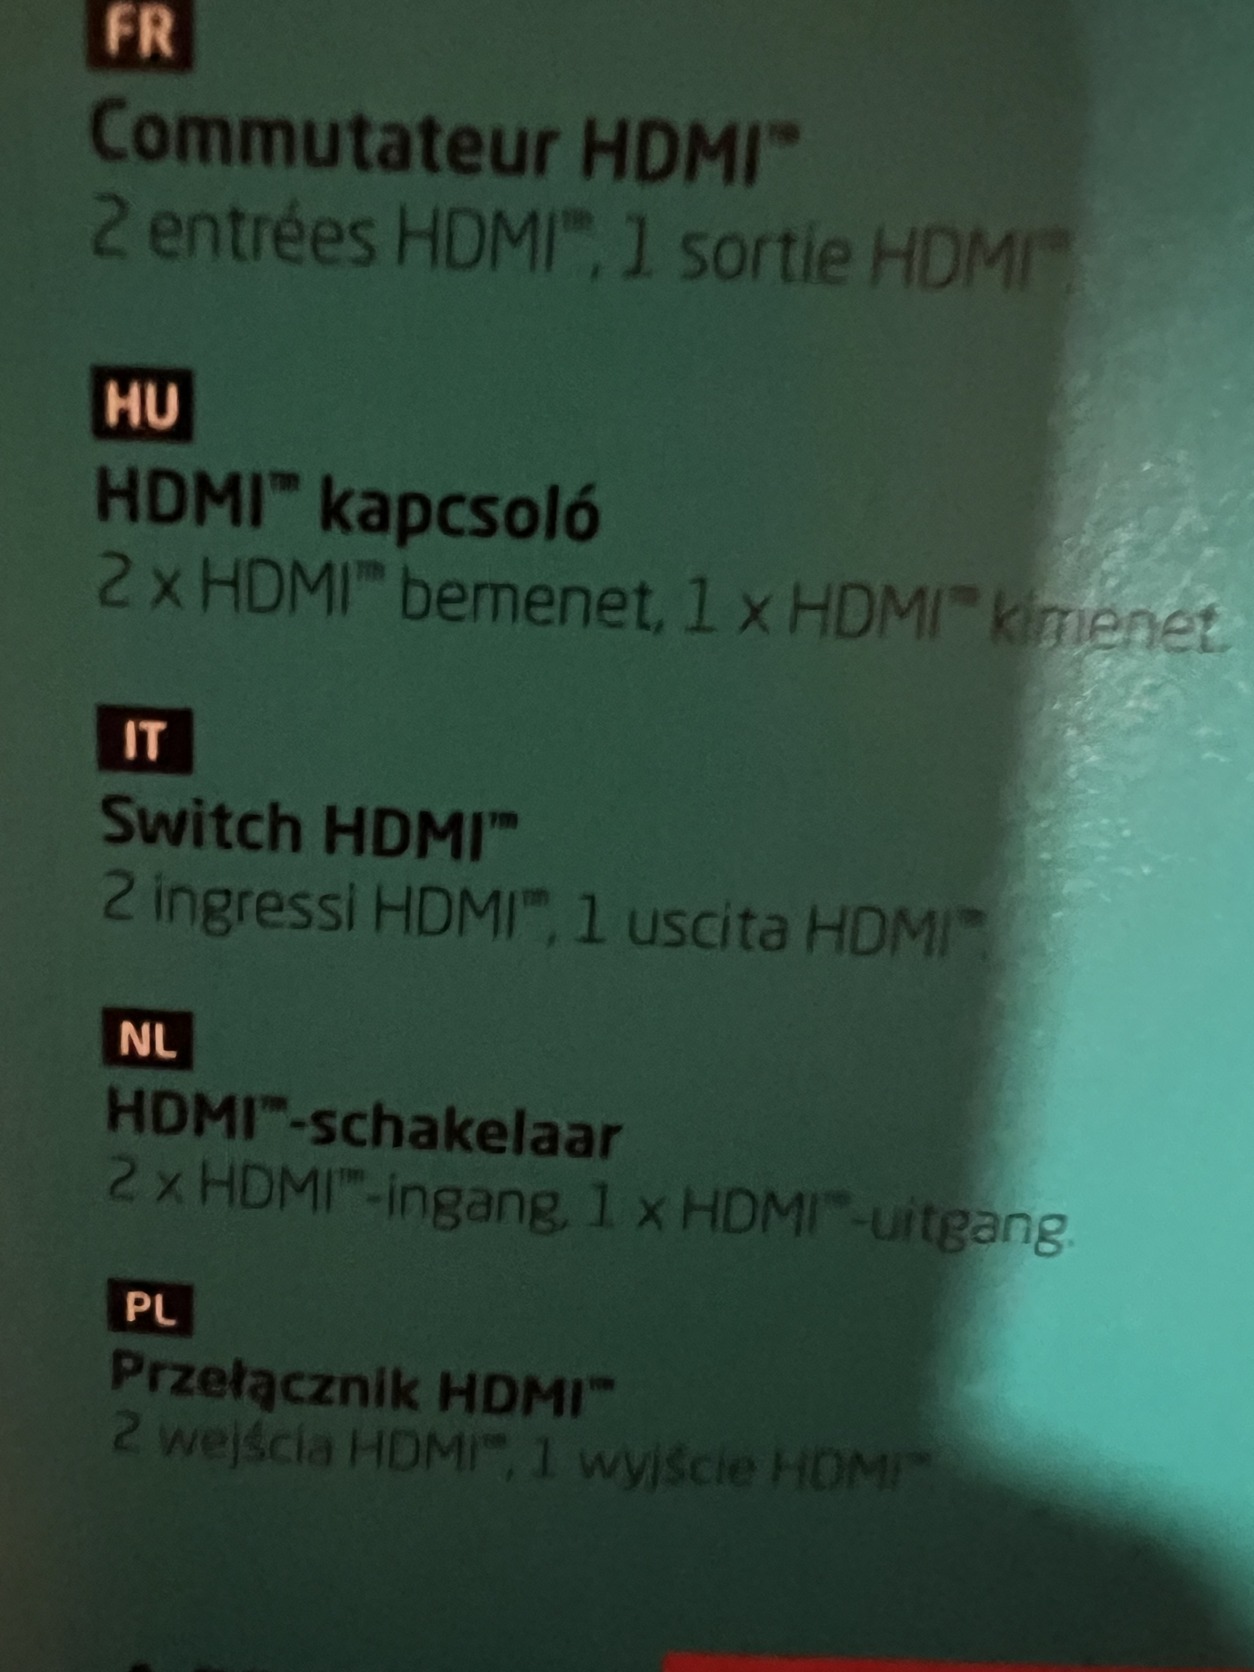 FR
Commutateur HDMI™
2 entrées HDMI™, 1 sortie HDMI™.
HU
HDMI™ kapcsoló
2 x HDMI™ bemenet, 1 x HDMI™ kimenet.
IT
Switch HDMI™
2 ingressi HDMI™, 1 uscita HDMI™.
NL
HDMI™-schakelaar
2 x HDMI™-ingang, 1 x HDMI™-uitgang.
PL
Przełącznik HDMI™
2 wejścia HDMI™, 1 wyjście HDMI™